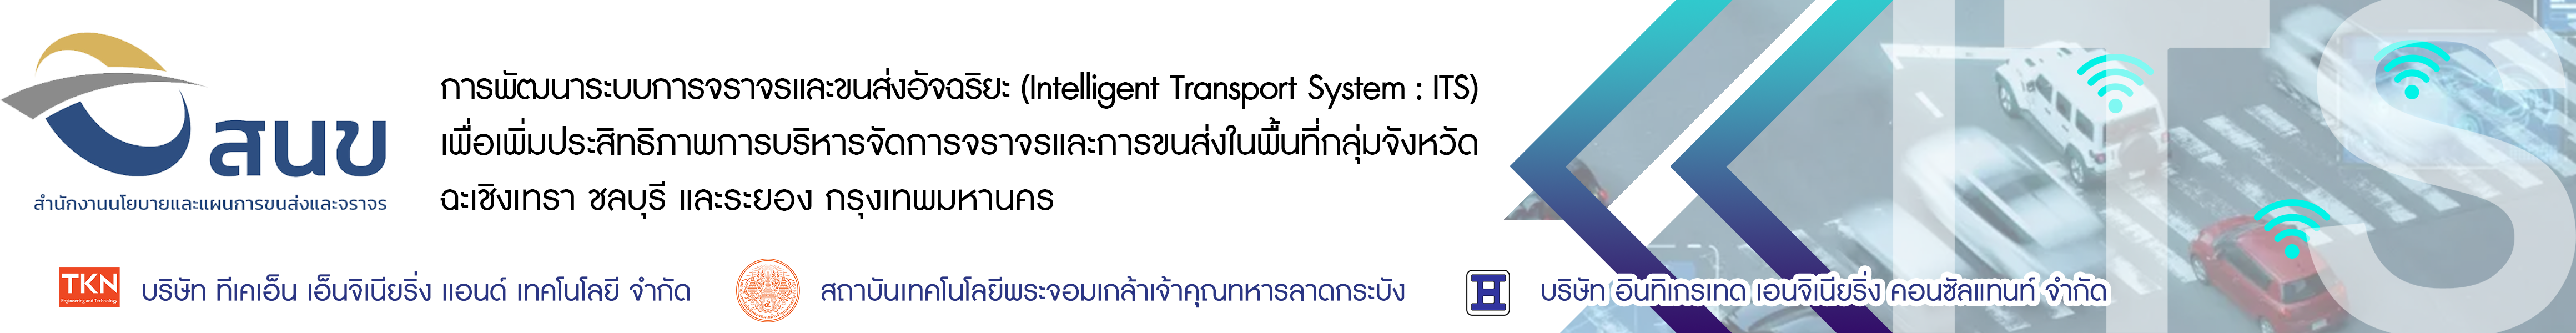 สนข
สำนักงานนโยบายและแผนการขนส่งและจราจร
การพัฒนาระบบการจราจรและขนส่งอัจฉริยะ (Intelligent Transport System : ITS)
เพื่อเพิ่มประสิทธิภาพการบริหารจัดการจราจรและการขนส่งในพื้นที่กลุ่มจังหวัด
ฉะเชิงเทรา ชลบุรี และระยอง กรุงเทพมหานคร
ITS
TKN
Engineering and Technology
บริษัท ทีเคเอ็น เอ็นจิเนียริ่ง แอนด์ เทคโนโลยี จำกัด
สถาบันเทคโนโลยีพระจอมเกล้าเจ้าคุณทหารลาดกระบัง
บริษัท อินทิเกรเทด เอนจิเนียริ่ง คอนซัลแทนท์ จำกัด